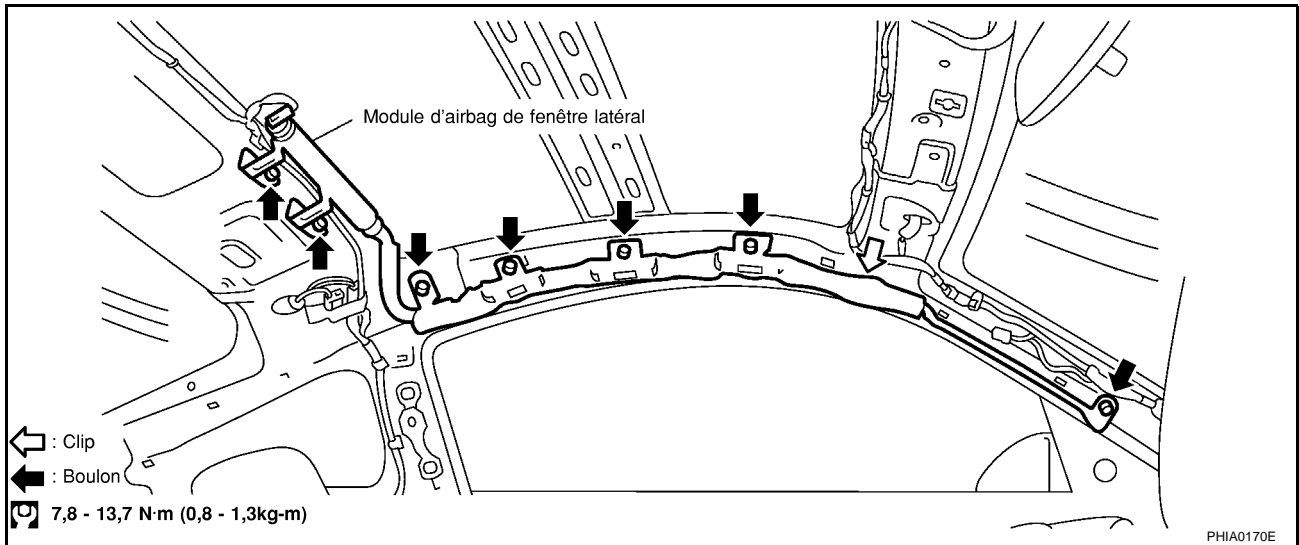 Module d'airbag de fenêtre latéral
: Clip
: Boulon
7,8 - 13,7 N·m (0,8 - 1,3kg-m)
PHIA0170E